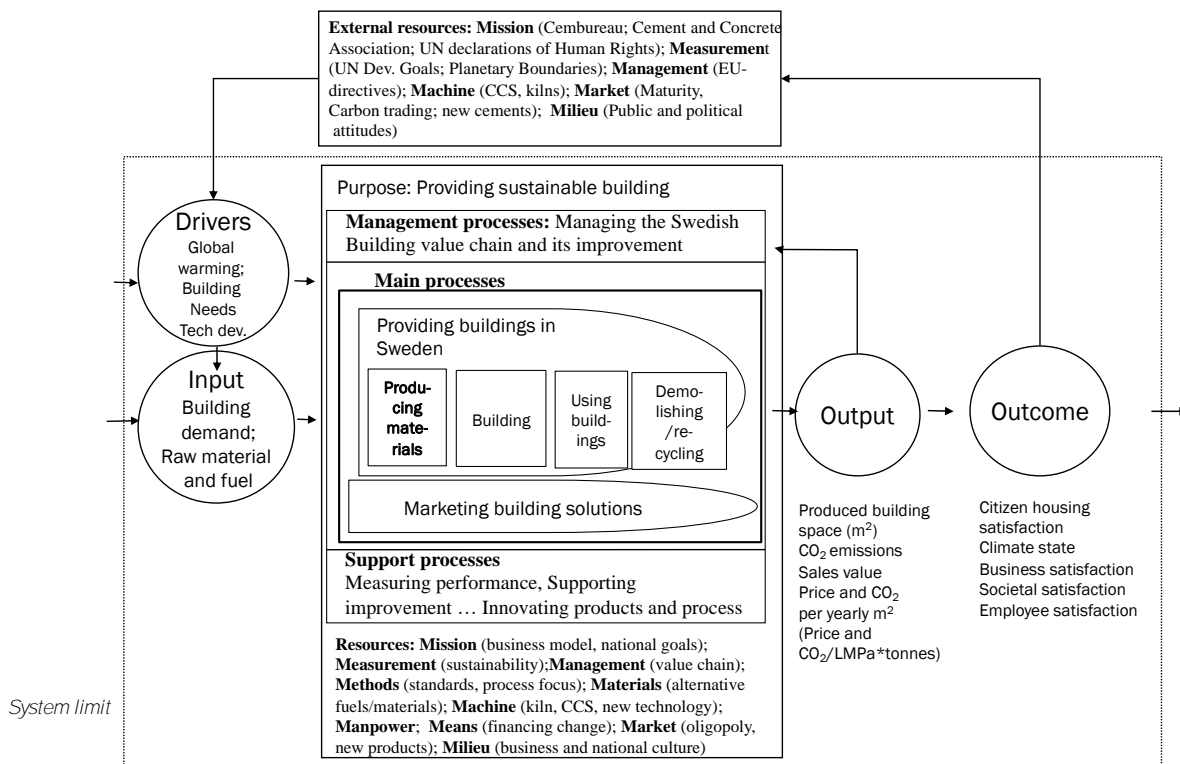 External resources: Mission (Cembureau; Cement and Concrete
Association; UN declarations of Human Rights); Measurement
(UN Dev. Goals; Planetary Boundaries); Management (EU-
directives); Machine (CCS, kilns); Market (Maturity,
Carbon trading; new cements); Milieu (Public and political
attitudes)
Purpose: Providing sustainable building
Drivers
Global
warming;
Building
Needs
Tech dev.
Input
Building
demand;
Raw material
and fuel
Management processes: Managing the Swedish
Building value chain and its improvement
Main processes
Providing buildings in
Sweden
Produ-
cing
mate-
rials
Building
Using
build-
ings
Demo-
lishing
/re-
cycling
Marketing building solutions
Support processes
Measuring performance, Supporting
improvement … Innovating products and process
Resources: Mission (business model, national goals);
Measurement (sustainability);Management (value chain);
Methods (standards, process focus); Materials (alternative
fuels/materials); Machine (kiln, CCS, new technology);
Manpower; Means (financing change); Market (oligopoly,
new products); Milieu (business and national culture)
Output
Produced building
space (m²)
CO₂ emissions
Sales value
Price and CO₂
per yearly m²
(Price and
CO₂/LMPa*tonnes)
Outcome
Citizen housing
satisfaction
Climate state
Business satisfaction
Societal satisfaction
Employee satisfaction
System limit